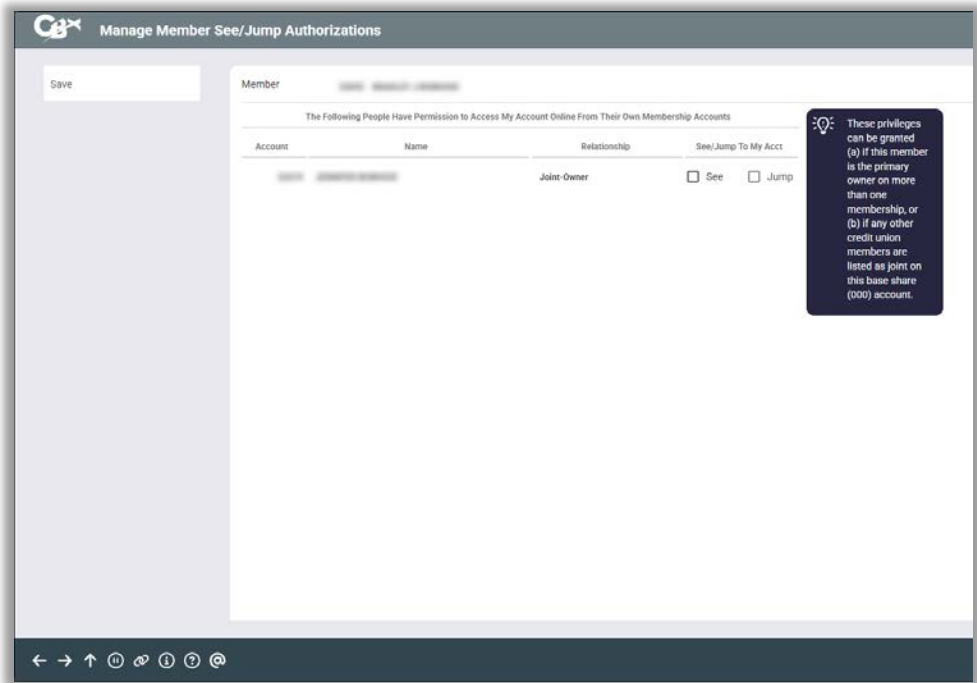 CBX Manage Member See/Jump Authorizations
Save
Member
The Following People Have Permission to Access My Account Online From Their Own Membership Accounts
Account Name Relationship See/Jump To My Acct
Joint-Owner See Jump
These privileges
can be granted
(a) if this member
is the primary
owner on more
than one
membership, or
(b) if any other
credit union
members are
listed as joint on
this base share
(000) account.